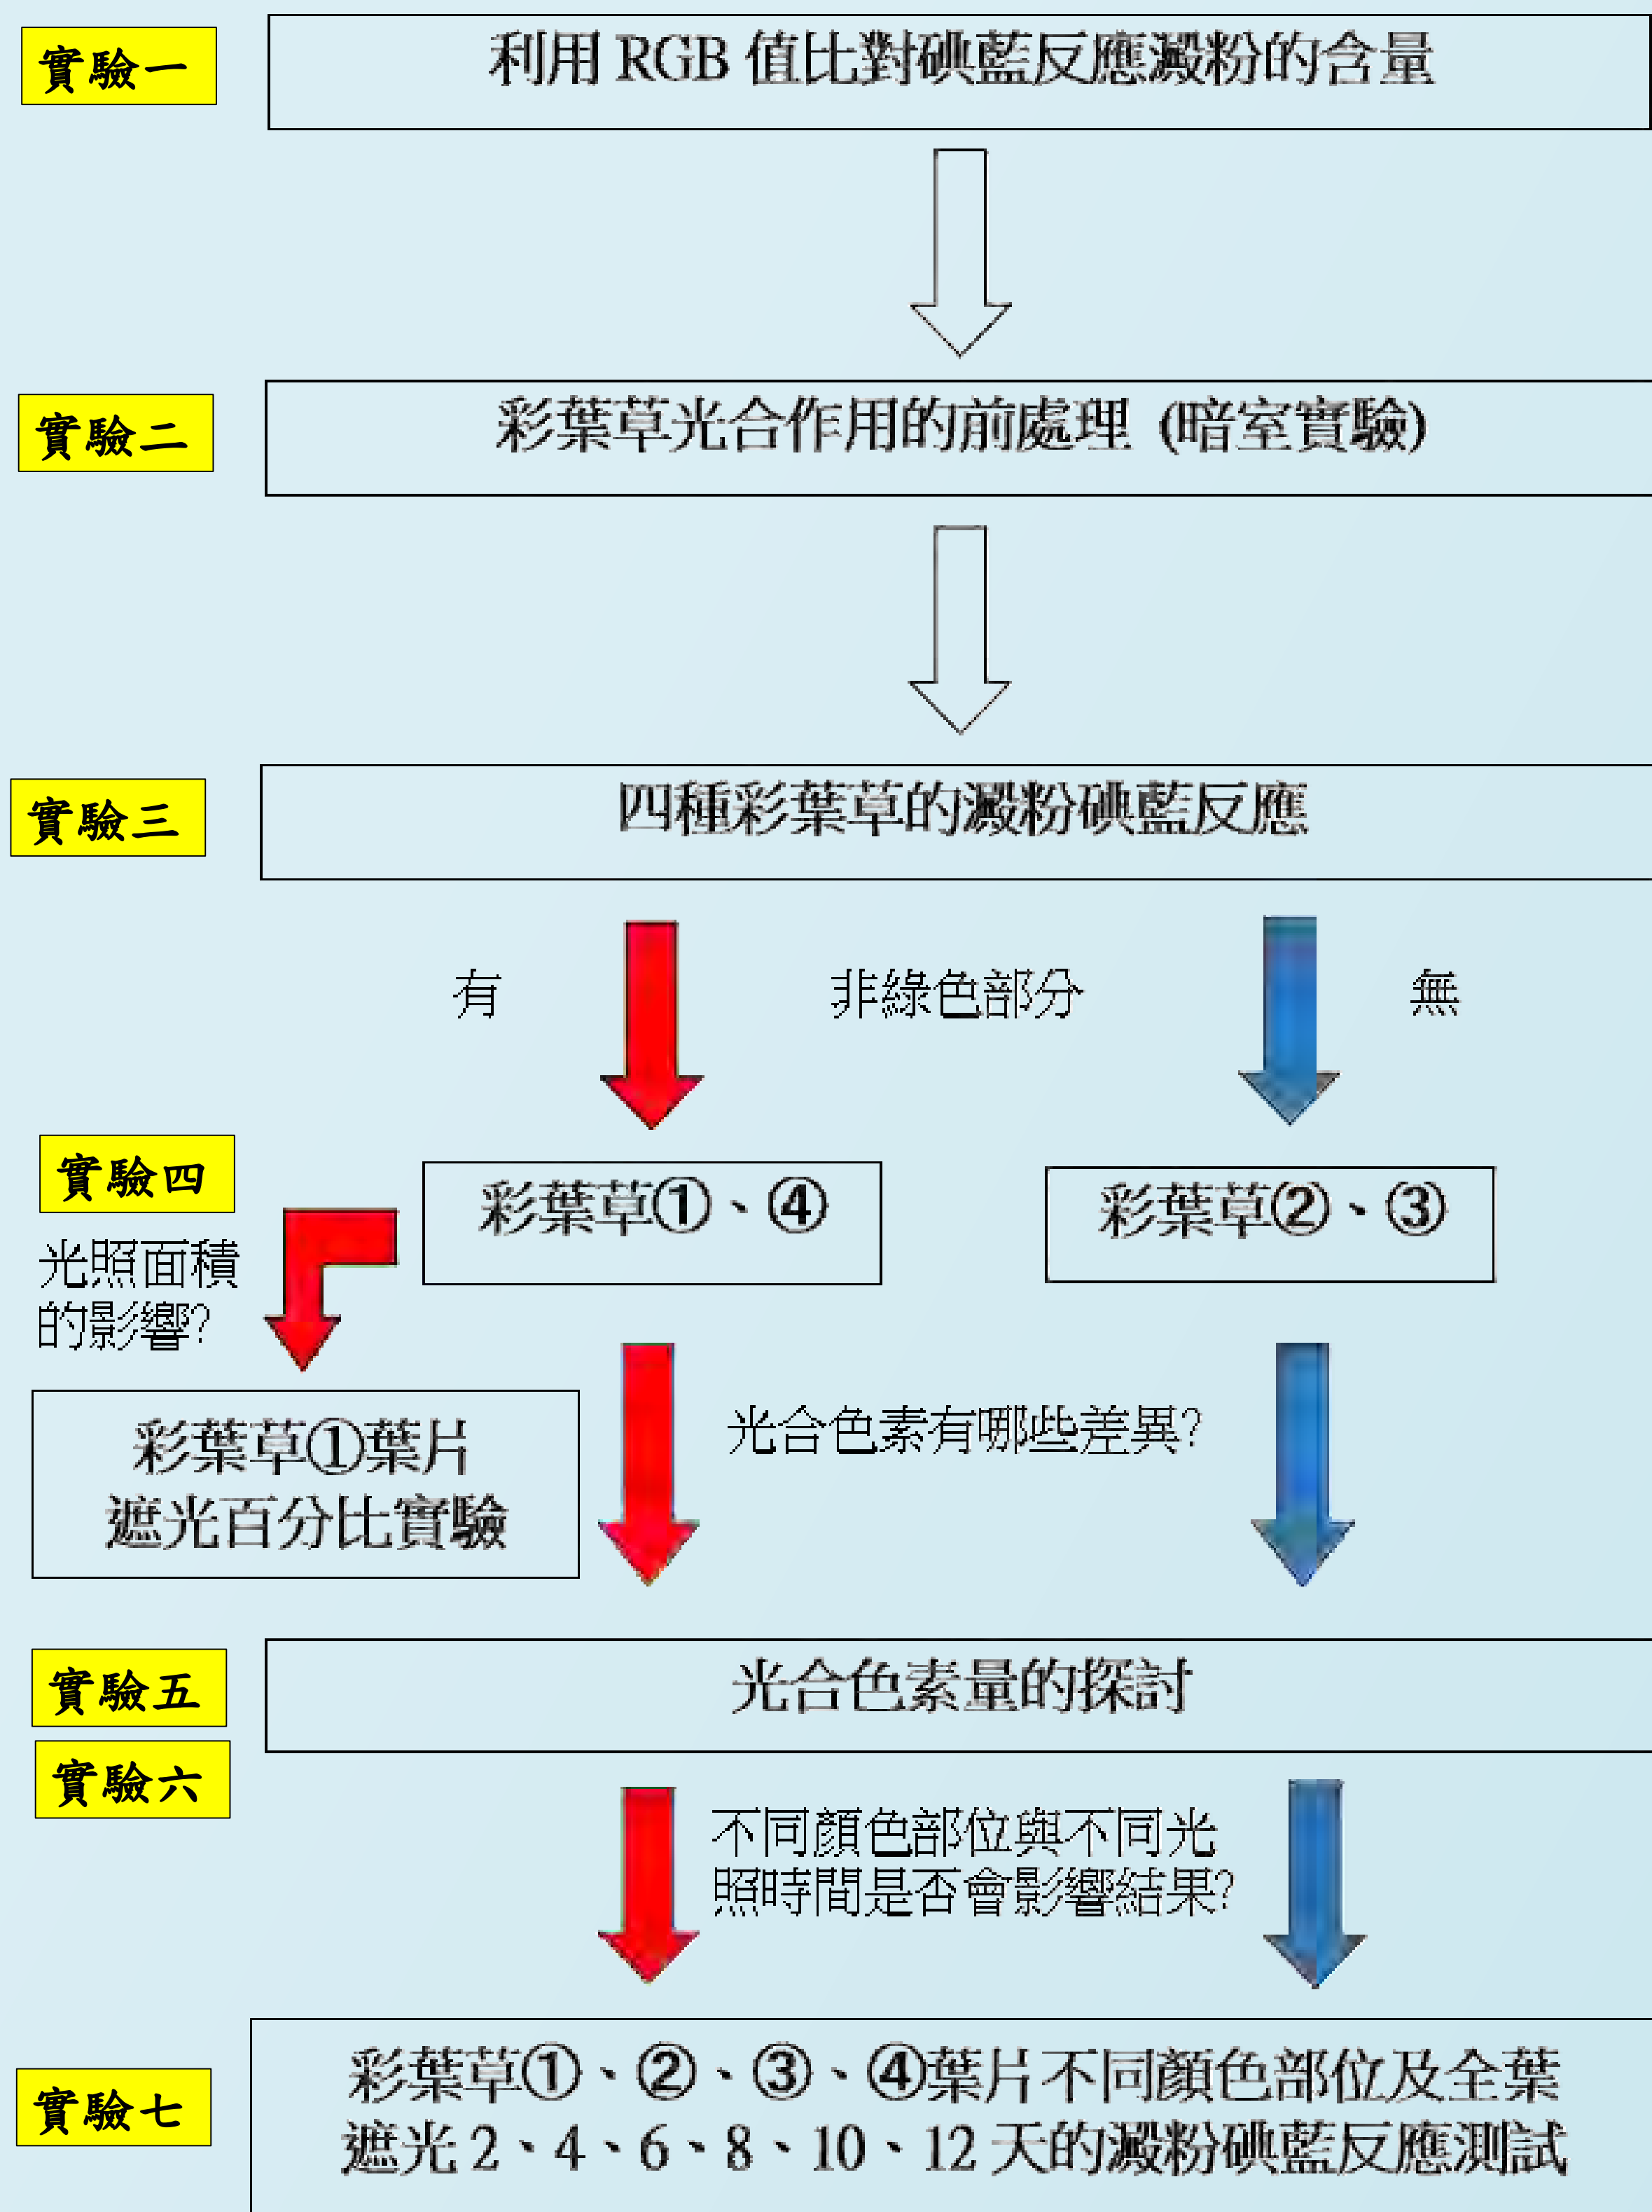 實驗一
利用 RGB 值比對碘藍反應澱粉的含量
實驗二
彩葉草光合作用的前處理 (暗室實驗)
實驗三
四種彩葉草的澱粉碘藍反應
有
非綠色部分
無
實驗四
光照面積
的影響?
彩葉草①、④
彩葉草②、③
彩葉草①葉片
遮光百分比實驗
光合色素有哪些差異?
實驗五
實驗六
光合色素量的探討
不同顏色部位與不同光
照時間是否會影響結果?
實驗七
彩葉草①、②、③、④葉片不同顏色部位及全葉
遮光 2、4、6、8、10、12 天的澱粉碘藍反應測試